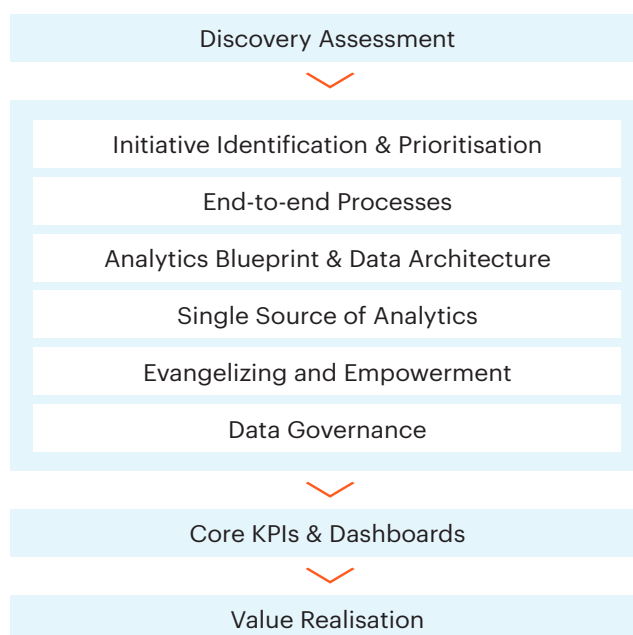 Discovery Assessment
Initiative Identification & Prioritisation
End-to-end Processes
Analytics Blueprint & Data Architecture
Single Source of Analytics
Evangelizing and Empowerment
Data Governance
Core KPIs & Dashboards
Value Realisation